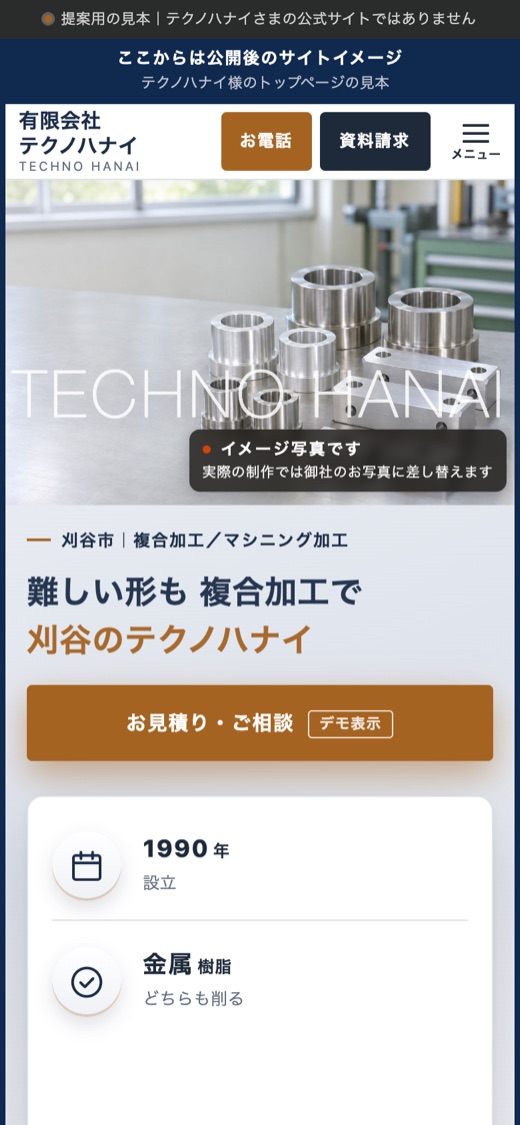 提案用の見本｜テクノハナイさまの公式サイトではありません
ここからは公開後のサイトイメージ
テクノハナイ様のトップページの見本
有限会社
テクノハナイ
TECHNO HANAI
お電話
資料請求
メニュー
TECHNO HANAI
イメージ写真です
実際の制作では御社のお写真に差し替えます
刈谷市｜複合加工／マシニング加工
難しい形も 複合加工で
刈谷のテクノハナイ
お見積り・ご相談 デモ表示
1990 年
設立
金属 樹脂
どちらも削る